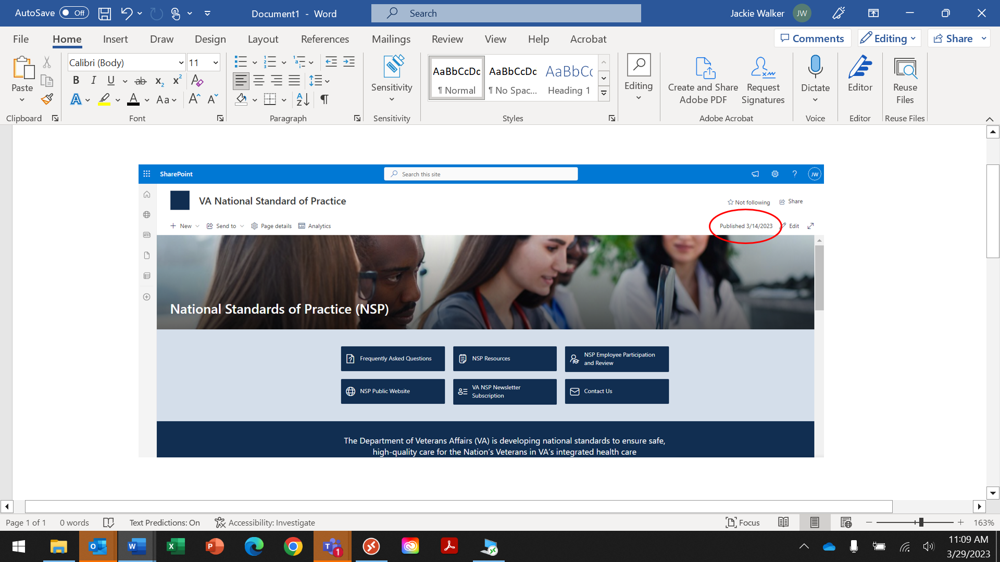 AutoSave Off Document1 - Word Search Jackie Walker JW
File Home Insert Draw Design Layout References Mailings Review View Help Acrobat Comments Editing Share
Calibri (Body) 11
Paste
B I U ab x₂ x²
A A Aa A A
Sensitivity
AaBbCcDc AaBbCcDc AaBbCc
¶ Normal ¶ No Spac... Heading 1
Editing
Create and Share Adobe PDF
Request Signatures
Dictate
Editor
Reuse Files
Clipboard Font Paragraph Sensitivity Styles Adobe Acrobat Voice Editor Reuse Files
SharePoint Search this site ? JW
VA National Standard of Practice Not following Share
New Send to Page details Analytics Published 3/14/2023 Edit
National Standards of Practice (NSP)
Frequently Asked Questions
NSP Resources
NSP Employee Participation
and Review
NSP Public Website
VA NSP Newsletter
Subscription
Contact Us
The Department of Veterans Affairs (VA) is developing national standards to ensure safe,
high-quality care for the Nation's Veterans in VA's integrated health care
Page 1 of 1 0 words Text Predictions: On Accessibility: Investigate Focus 163%
11:09 AM
3/29/2023